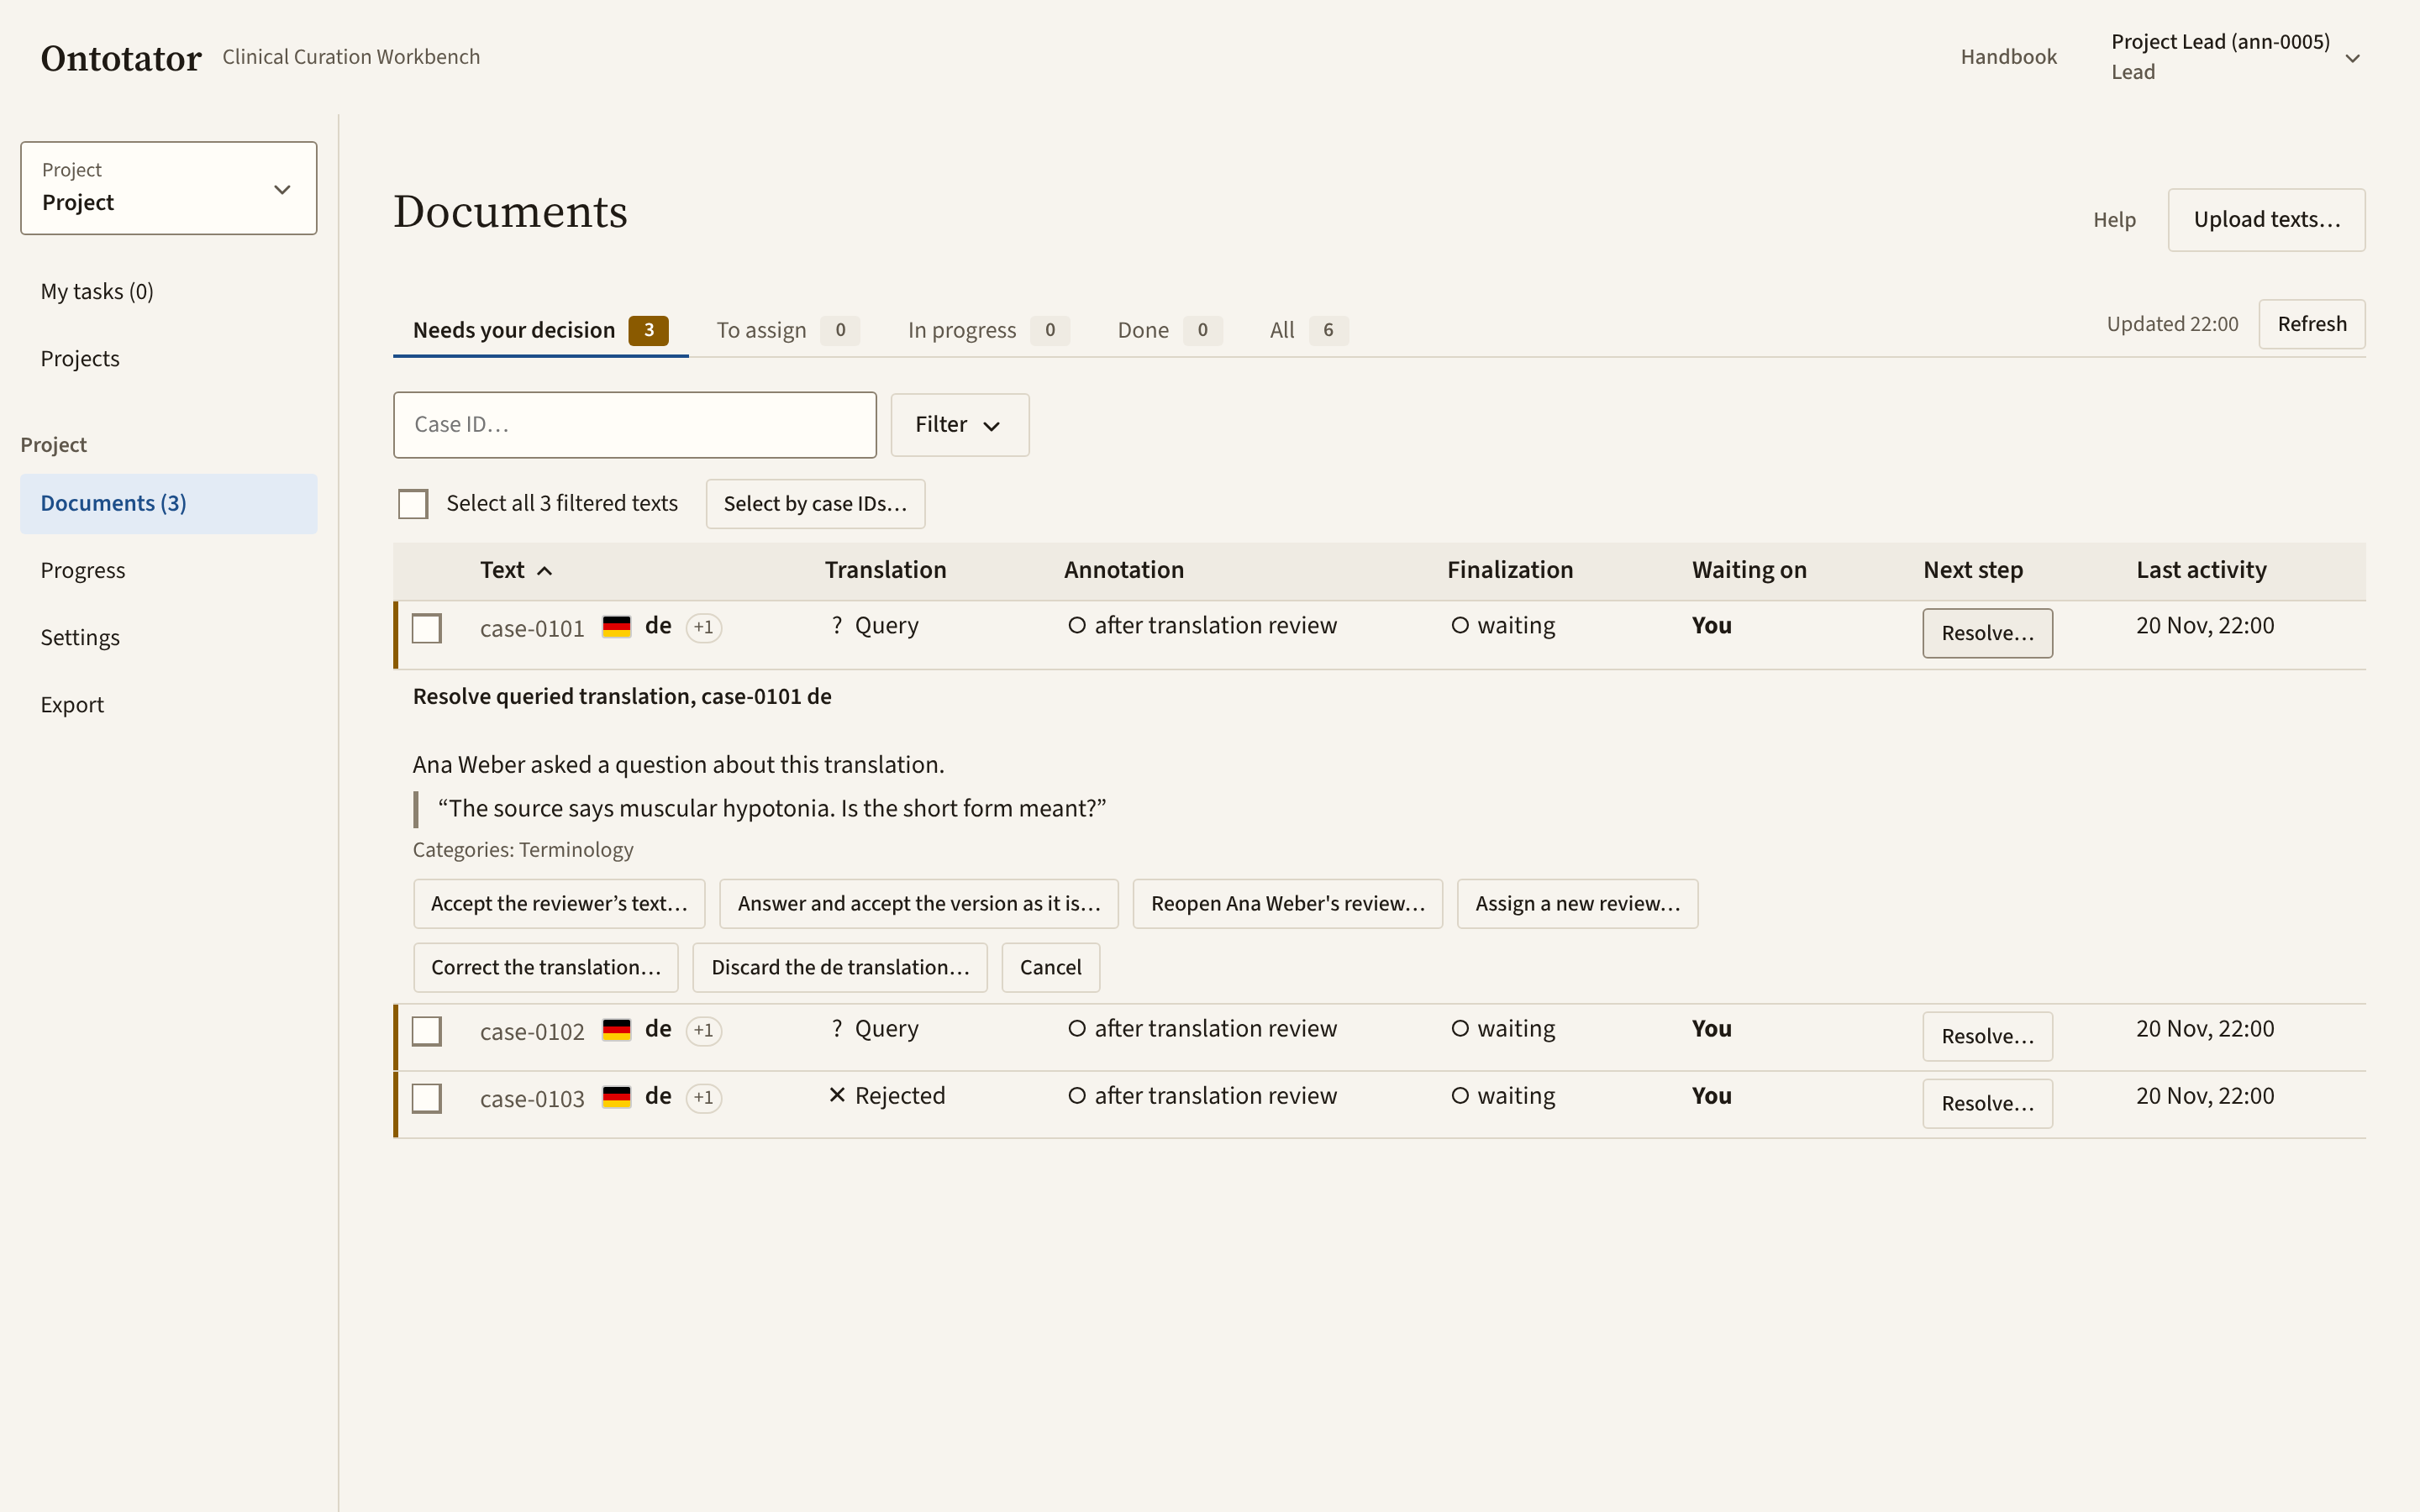 Ontotator Clinical Curation Workbench Handbook Project Lead (ann-0005)
Lead
Project
Project
My tasks (0)
Projects
Project
Documents (3)
Progress
Settings
Export
Documents Help Upload texts…
Needs your decision 3 To assign 0 In progress 0 Done 0 All 6 Updated 22:00 Refresh
Case ID… Filter
Select all 3 filtered texts Select by case IDs…
Text Translation Annotation Finalization Waiting on Next step Last activity
case-0101 de +1 ? Query after translation review waiting You Resolve… 20 Nov, 22:00
Resolve queried translation, case-0101 de
Ana Weber asked a question about this translation.
“The source says muscular hypotonia. Is the short form meant?”
Categories: Terminology
Accept the reviewer’s text… Answer and accept the version as it is… Reopen Ana Weber's review… Assign a new review…
Correct the translation… Discard the de translation… Cancel
case-0102 de +1 ? Query after translation review waiting You Resolve… 20 Nov, 22:00
case-0103 de +1 ✕ Rejected after translation review waiting You Resolve… 20 Nov, 22:00